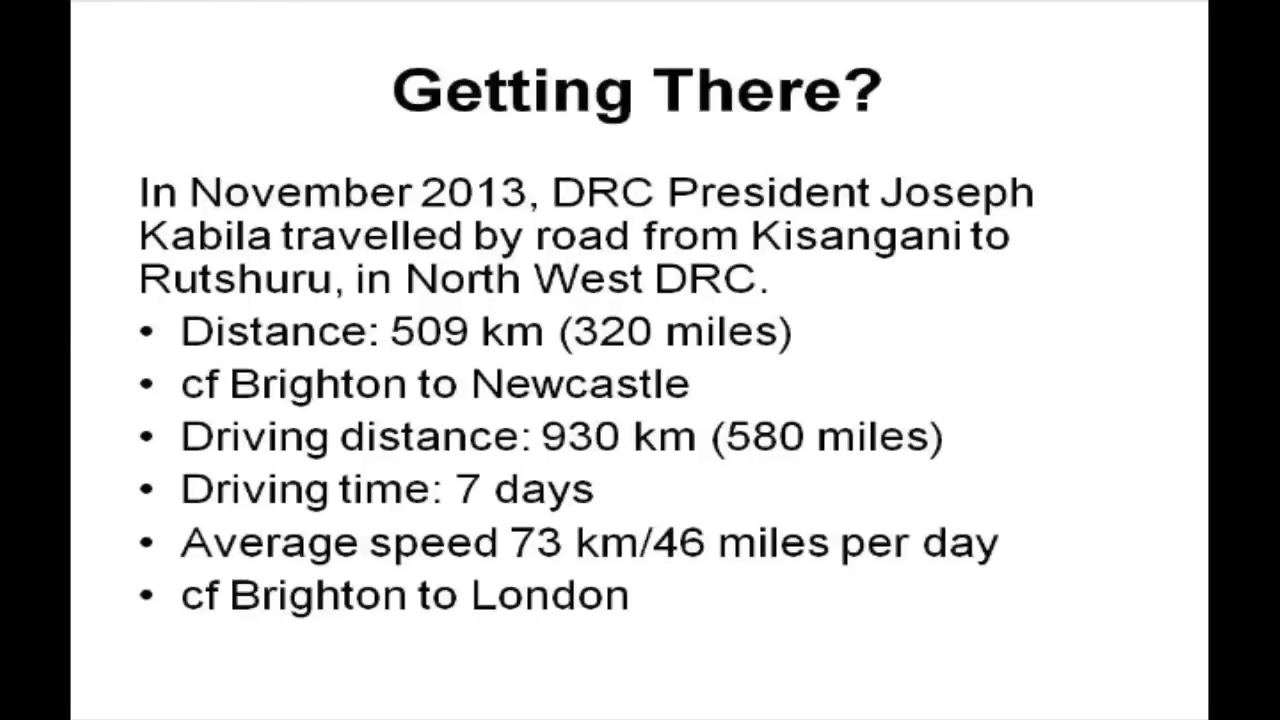 Getting There?
In November 2013, DRC President Joseph
Kabila travelled by road from Kisangani to
Rutshuru, in North West DRC.
• Distance: 509 km (320 miles)
• cf Brighton to Newcastle
• Driving distance: 930 km (580 miles)
• Driving time: 7 days
• Average speed 73 km/46 miles per day
• cf Brighton to London